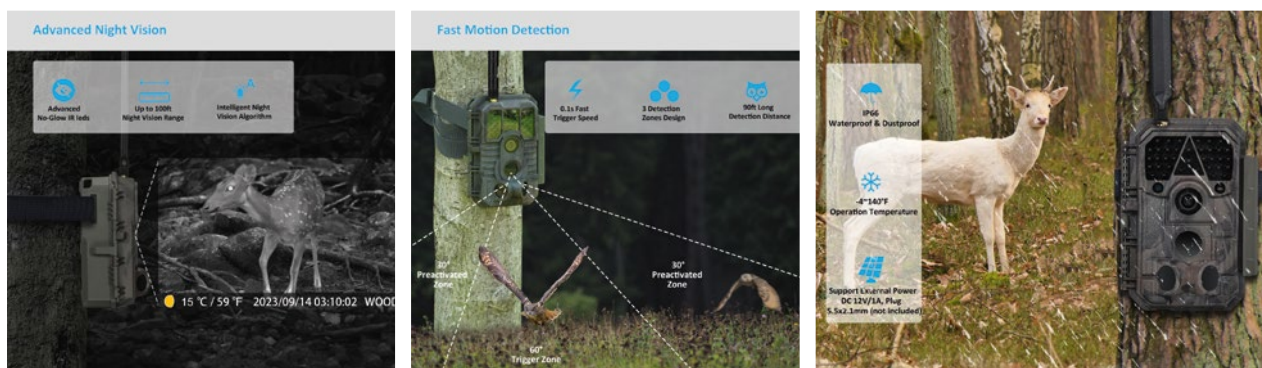 Advanced Night Vision
Advanced
No-Glow IR leds
Up to 100ft
Night Vision Range
A
Intelligent Night
Vision Algorithm
15 °C / 59 °F 2023/09/14 03:10:02 WOOD
Fast Motion Detection
0.1s Fast
Trigger Speed
3 Detection
Zones Design
90ft Long
Detection Distance
30°
Preactivated
Zone
30°
Preactivated
Zone
60°
Trigger Zone
IP66
Waterproof & Dustproof
-4~140°F
Operation Temperature
Support External Power
DC 12V/1A, Plug
5.5x2.1mm (not included)